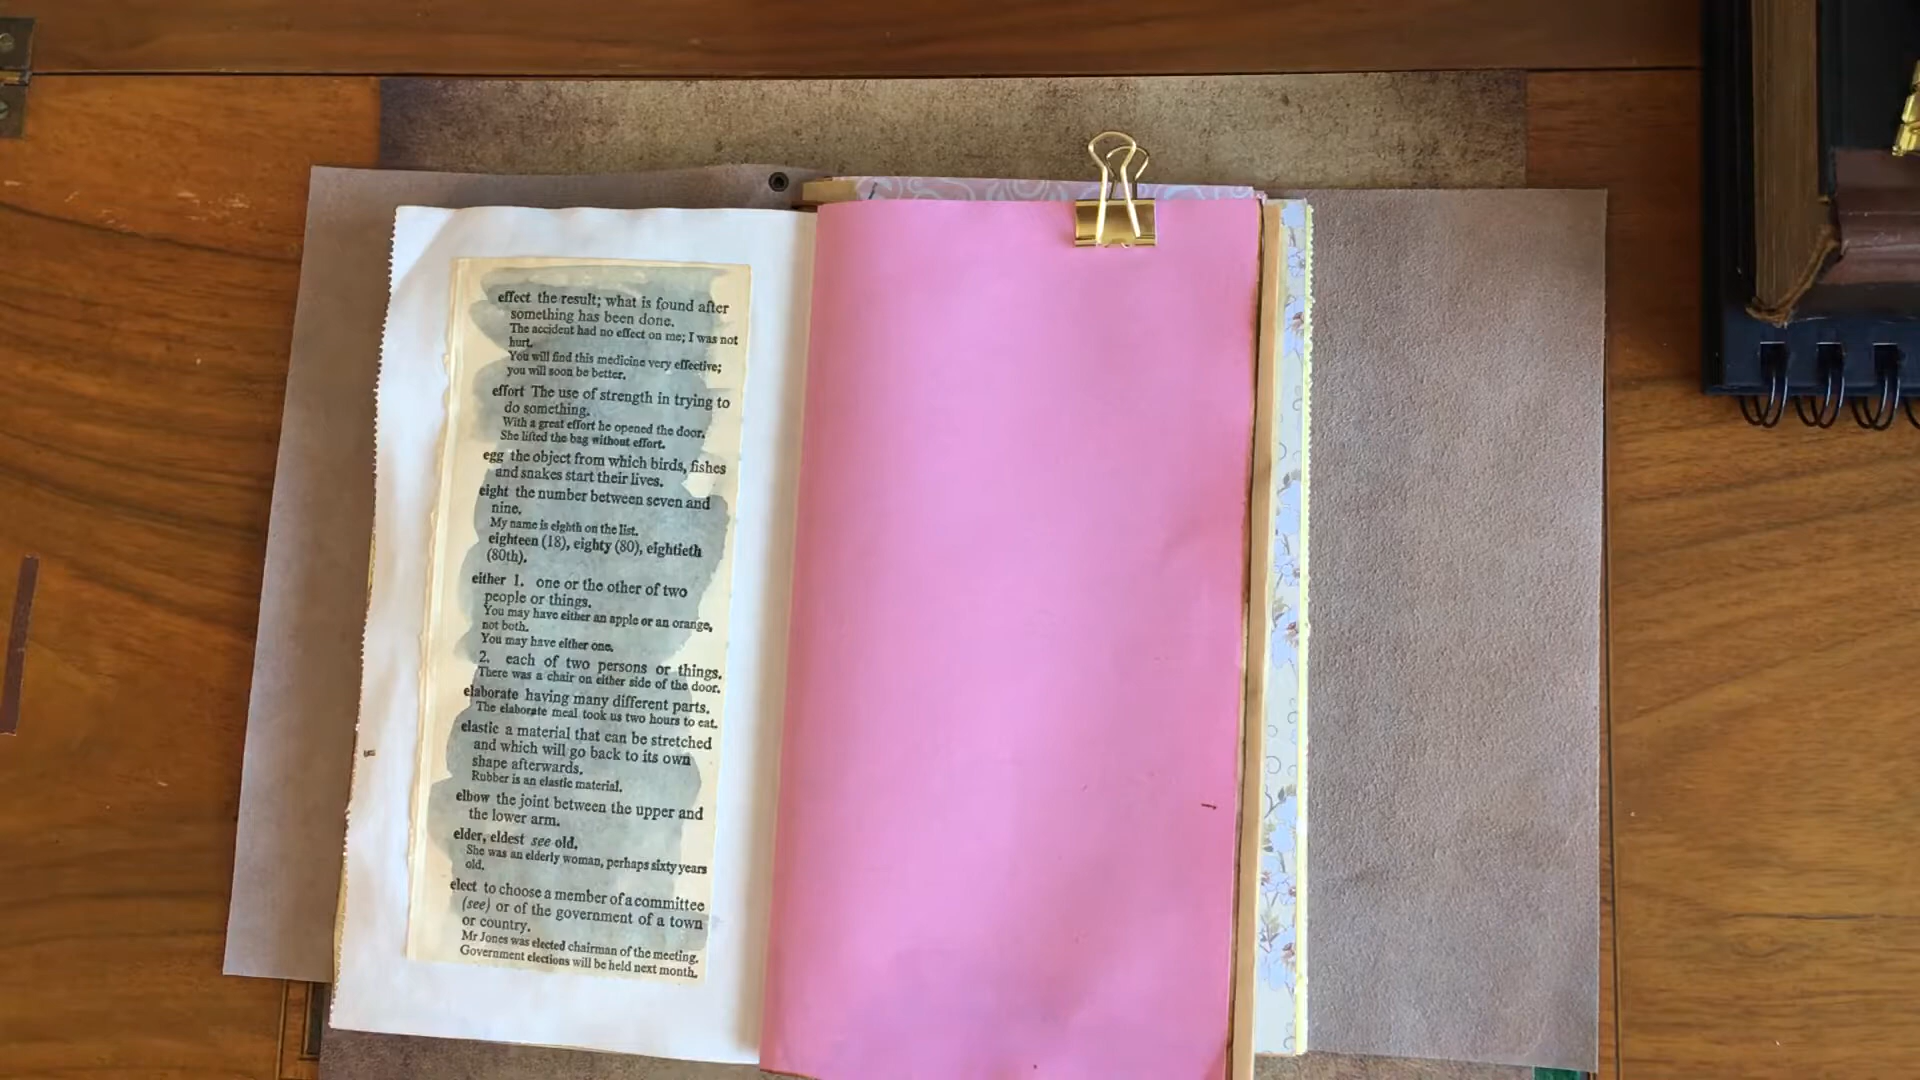 effect the result; what is found after
something has been done.
The accident had no effect on me; I was not
hurt.
You will find this medicine very effective;
you will soon be better.
effort The use of strength in trying to
do something.
With a great effort he opened the door.
She lifted the bag without effort.
egg the object from which birds, fishes
and snakes start their lives.
eight the number between seven and
nine.
My name is eighth on the list.
eighteen (18), eighty (80), eightieth
(80th).
either 1. one or the other of two
people or things.
You may have either an apple or an orange,
not both.
You may have either one.
2. each of two persons or things.
There was a chair on either side of the door.
elaborate having many different parts.
The elaborate meal took us two hours to eat.
elastic a material that can be stretched
and which will go back to its own
shape afterwards.
Rubber is an elastic material.
elbow the joint between the upper and
the lower arm.
elder, eldest see old.
She was an elderly woman, perhaps sixty years
old.
elect to choose a member of a committee
(see) or of the government of a town
or country.
Mr Jones was elected chairman of the meeting.
Government elections will be held next month.